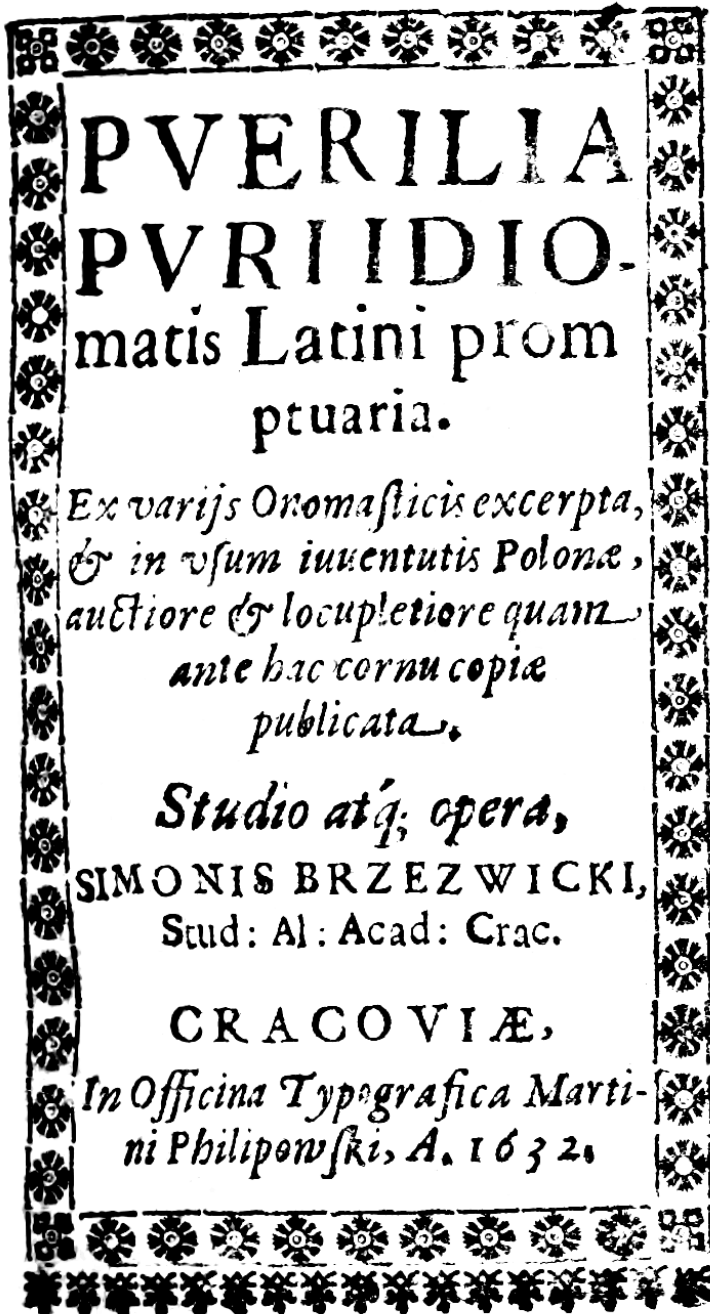 PVERILIA
PVRI IDIO-
matis Latini prom
ptuaria.
Ex varijs Onomaſticis excerpta,
& in vſum iuuentutis Polonæ,
auctiore & locupletiore quam
ante hac cornu copiæ
publicata.
Studio atq́; opera,
SIMONIS BRZEZWICKI,
Stud: Al: Acad: Crac.
CRACOVIÆ,
In Officina Typografica Marti-
ni Philipowſki, A. 1632.